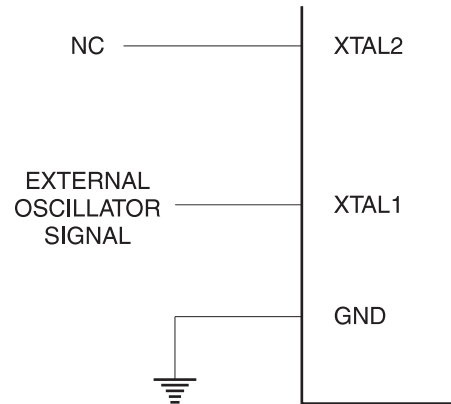 NC
XTAL2
EXTERNAL
OSCILLATOR
SIGNAL
XTAL1
GND